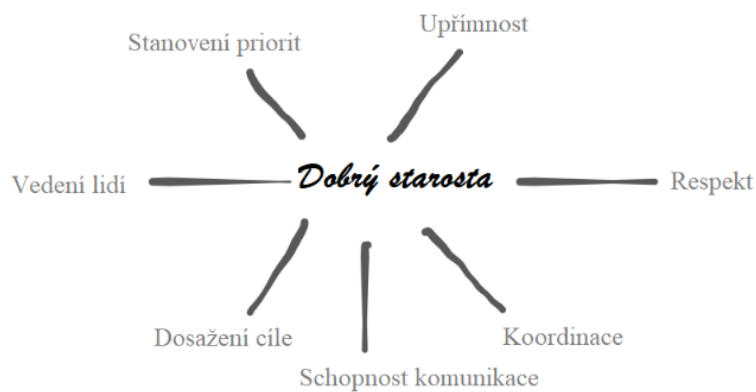 Upřímnost
Stanovení priorit
Dobrý starosta
Vedení lidí
Respekt
Dosažení cíle
Koordinace
Schopnost komunikace